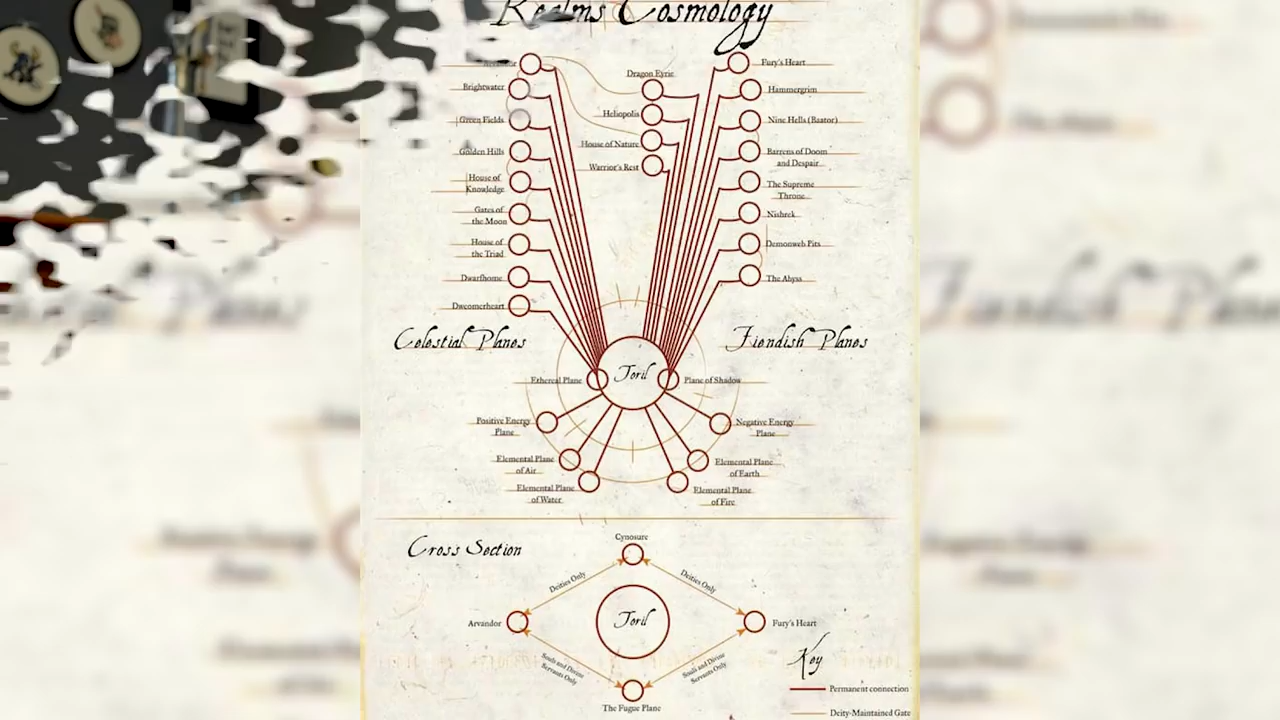 Realms Cosmology
Brightwater
Green Fields
Golden Hills
House of
Knowledge
Gates of
the Moon
House of
the Triad
Dwarfhome
Dweomerheart
Dragon Eyrie
Heliopolis
House of Nature
Warrior's Rest
Fury's Heart
Hammergrim
Nine Hells (Baator)
Barrens of Doom
and Despair
The Supreme
Throne
Nishrek
Demonweb Pits
The Abyss
Celestial Planes
Fiendish Planes
Toril
Ethereal Plane
Plane of Shadow
Positive Energy
Plane
Negative Energy
Plane
Elemental Plane
of Air
Elemental Plane
of Earth
Elemental Plane
of Water
Elemental Plane
of Fire
Cross Section
Cynosure
Deities Only
Deities Only
Arvandor
Toril
Fury's Heart
Souls and Divine
Servants Only
Souls and Divine
Servants Only
The Fugue Plane
Key
Permanent connection
Deity-Maintained Gate